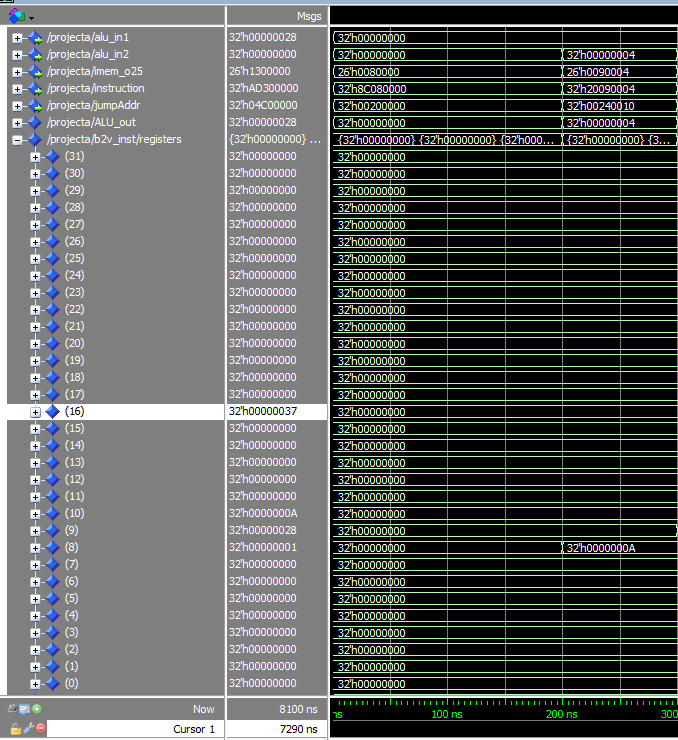 Msgs
/projecta/alu_in1 32'h00000028 32'h00000000
/projecta/alu_in2 32'h00000000 32'h00000000 32'h00000004
/projecta/imem_o25 26'h1300000 26'h0080000 26'h0090004
/projecta/instruction 32'hAD300000 32'h8C080000 32'h20090004
/projecta/jumpAddr 32'h04C00000 32'h00200000 32'h00240010
/projecta/ALU_out 32'h00000028 32'h00000000 32'h00000004
/projecta/b2v_inst/registers {32'h00000000} ... {32'h00000000} {32'h00000000} {32'h000... {32'h00000000} {3...
(31) 32'h00000000 32'h00000000
(30) 32'h00000000 32'h00000000
(29) 32'h00000000 32'h00000000
(28) 32'h00000000 32'h00000000
(27) 32'h00000000 32'h00000000
(26) 32'h00000000 32'h00000000
(25) 32'h00000000 32'h00000000
(24) 32'h00000000 32'h00000000
(23) 32'h00000000 32'h00000000
(22) 32'h00000000 32'h00000000
(21) 32'h00000000 32'h00000000
(20) 32'h00000000 32'h00000000
(19) 32'h00000000 32'h00000000
(18) 32'h00000000 32'h00000000
(17) 32'h00000000 32'h00000000
(16) 32'h00000037 32'h00000000
(15) 32'h00000000 32'h00000000
(14) 32'h00000000 32'h00000000
(13) 32'h00000000 32'h00000000
(12) 32'h00000000 32'h00000000
(11) 32'h00000000 32'h00000000
(10) 32'h0000000A 32'h00000000
(9) 32'h00000028 32'h00000000
(8) 32'h00000001 32'h00000000 32'h0000000A
(7) 32'h00000000 32'h00000000
(6) 32'h00000000 32'h00000000
(5) 32'h00000000 32'h00000000
(4) 32'h00000000 32'h00000000
(3) 32'h00000000 32'h00000000
(2) 32'h00000000 32'h00000000
(1) 32'h00000000 32'h00000000
(0) 32'h00000000 32'h00000000
Now 8100 ns ns 100 ns 200 ns 300
Cursor 1 7290 ns